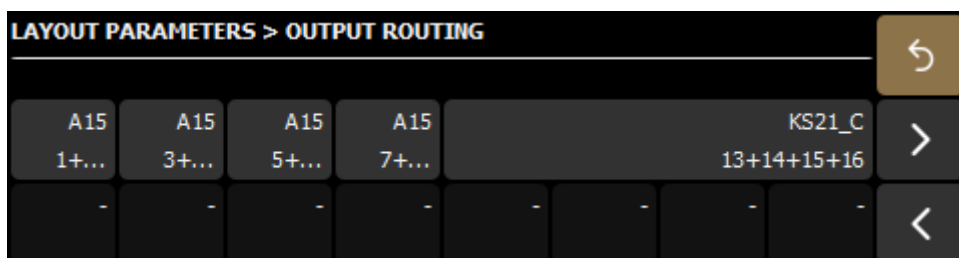 LAYOUT PARAMETERS > OUTPUT ROUTING
A15 A15 A15 A15 KS21_C
1+... 3+... 5+... 7+... 13+14+15+16
- - - - - - - -